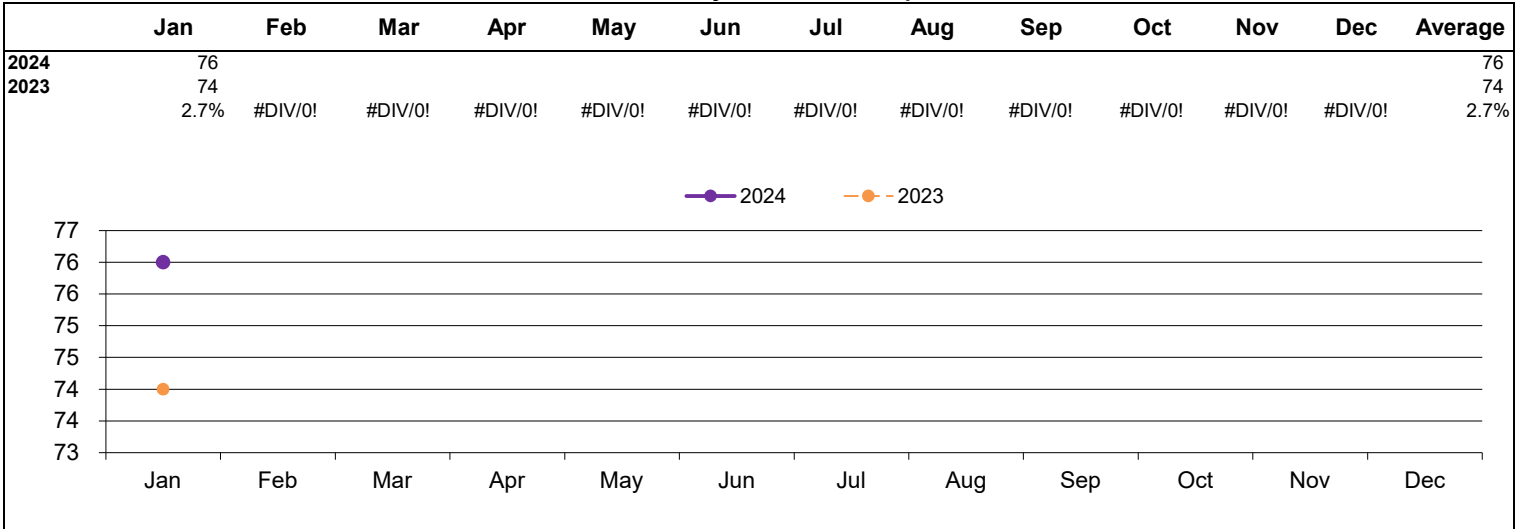 Jan Feb Mar Apr May Jun Jul Aug Sep Oct Nov Dec Average
2024 76 76
2023 74 74
2.7% #DIV/0! #DIV/0! #DIV/0! #DIV/0! #DIV/0! #DIV/0! #DIV/0! #DIV/0! #DIV/0! #DIV/0! #DIV/0! 2.7%
2024 2023
77
76
76
75
75
74
74
73
Jan Feb Mar Apr May Jun Jul Aug Sep Oct Nov Dec